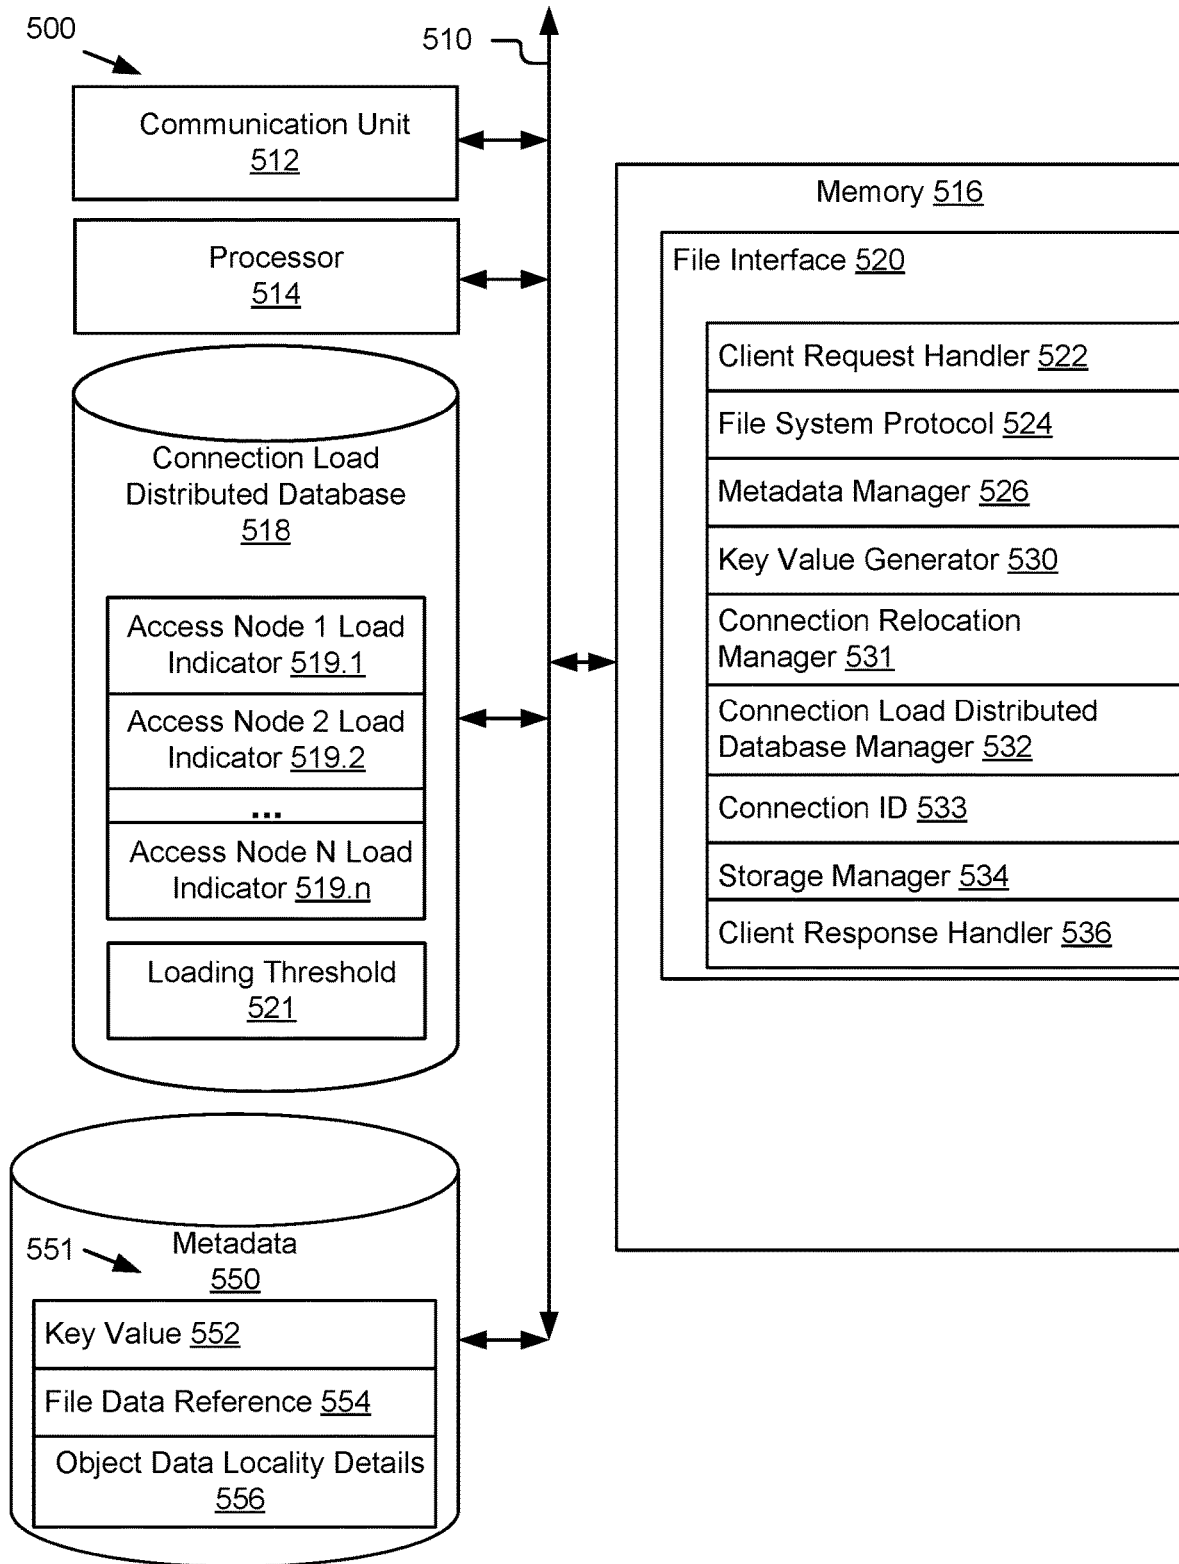 500
510
Communication Unit
512
Processor
514
Connection Load
Distributed Database
518
Access Node 1 Load
Indicator 519.1
Access Node 2 Load
Indicator 519.2
...
Access Node N Load
Indicator 519.n
Loading Threshold
521
551
Metadata
550
Key Value 552
File Data Reference 554
Object Data Locality Details
556
Memory 516
File Interface 520
Client Request Handler 522
File System Protocol 524
Metadata Manager 526
Key Value Generator 530
Connection Relocation
Manager 531
Connection Load Distributed
Database Manager 532
Connection ID 533
Storage Manager 534
Client Response Handler 536